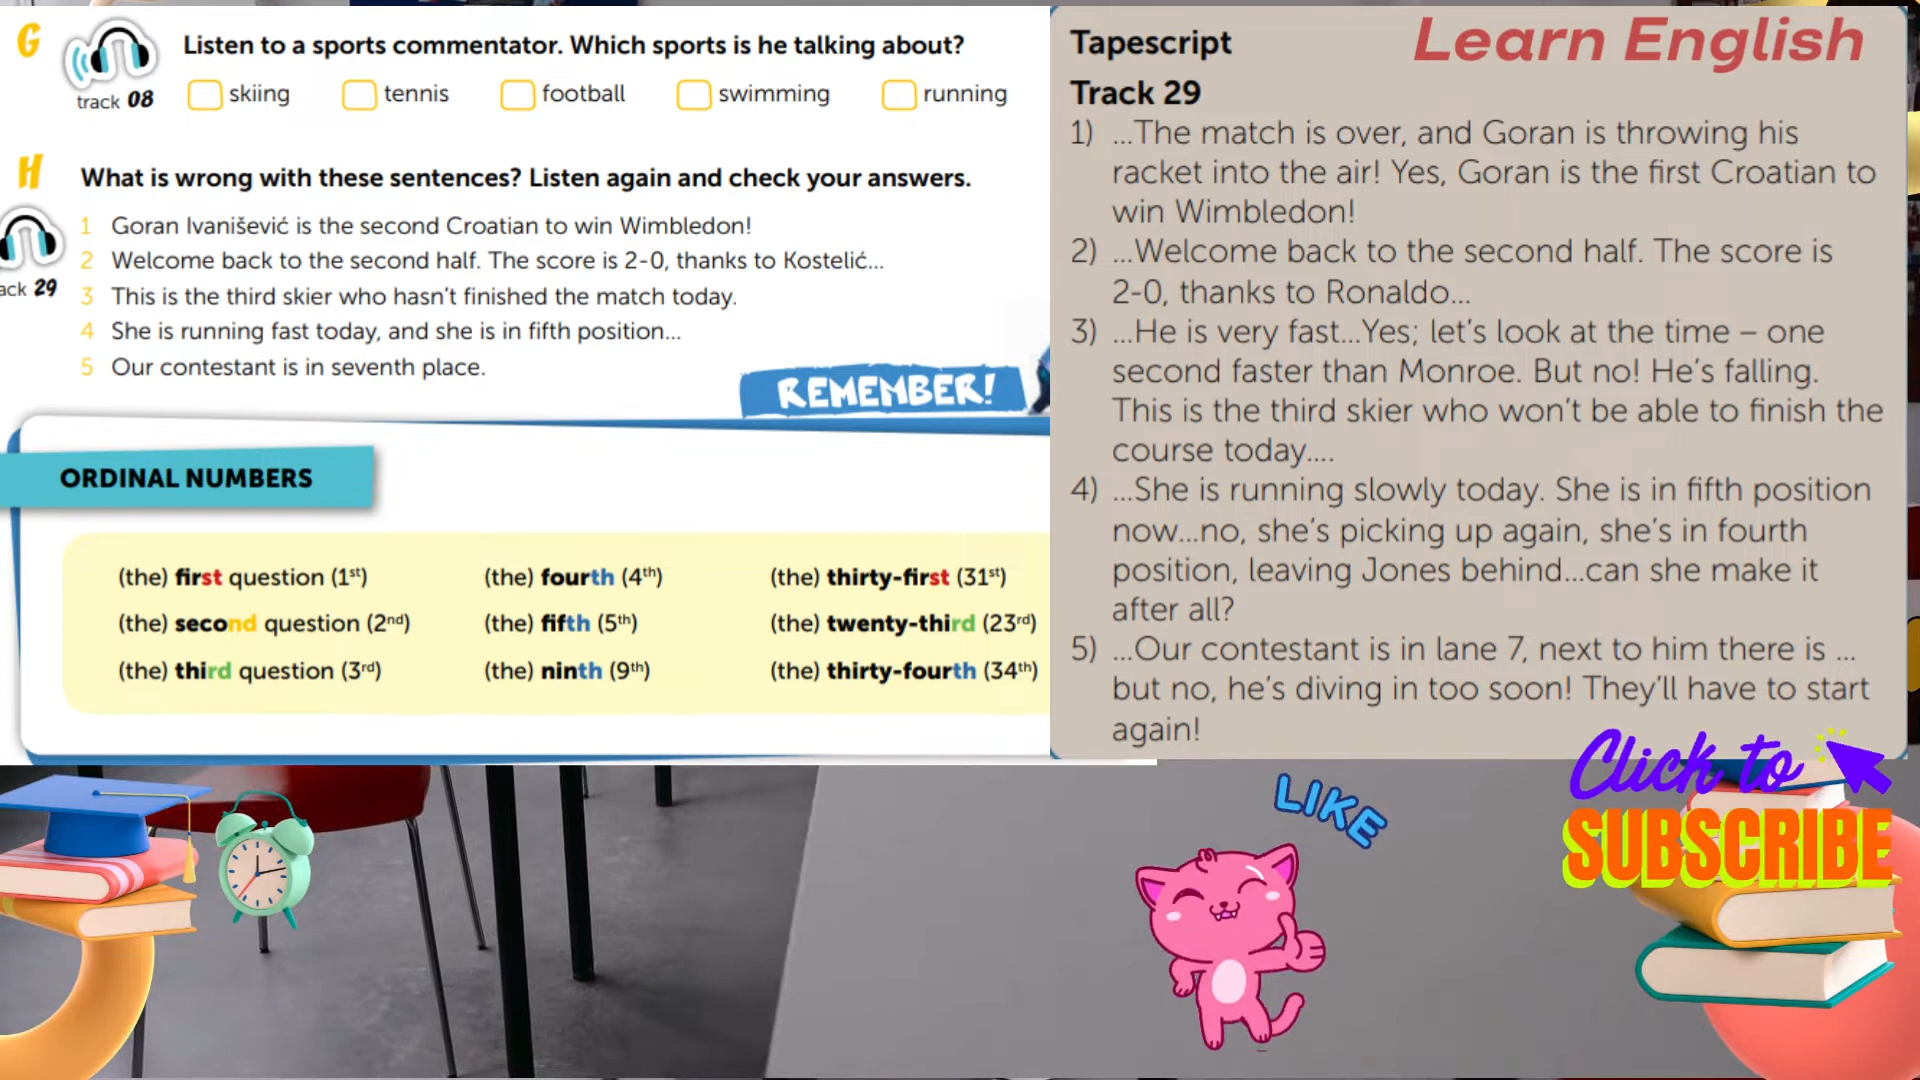 G
Listen to a sports commentator. Which sports is he talking about?
track 08
skiing
tennis
football
swimming
running
H
What is wrong with these sentences? Listen again and check your answers.
ack 29
1 Goran Ivanišević is the second Croatian to win Wimbledon!
2 Welcome back to the second half. The score is 2-0, thanks to Kostelić...
3 This is the third skier who hasn't finished the match today.
4 She is running fast today, and she is in fifth position...
5 Our contestant is in seventh place.
REMEMBER!
ORDINAL NUMBERS
(the) first question (1st)
(the) second question (2nd)
(the) third question (3rd)
(the) fourth (4th)
(the) fifth (5th)
(the) ninth (9th)
(the) thirty-first (31st)
(the) twenty-third (23rd)
(the) thirty-fourth (34th)
Learn English
Tapescript
Track 29
1) ...The match is over, and Goran is throwing his
racket into the air! Yes, Goran is the first Croatian to
win Wimbledon!
2) ...Welcome back to the second half. The score is
2-0, thanks to Ronaldo...
3) ...He is very fast...Yes; let's look at the time – one
second faster than Monroe. But no! He's falling.
This is the third skier who won't be able to finish the
course today....
4) ...She is running slowly today. She is in fifth position
now...no, she's picking up again, she's in fourth
position, leaving Jones behind...can she make it
after all?
5) ...Our contestant is in lane 7, next to him there is ...
but no, he's diving in too soon! They'll have to start
again!
LIKE
Click to
SUBSCRIBE